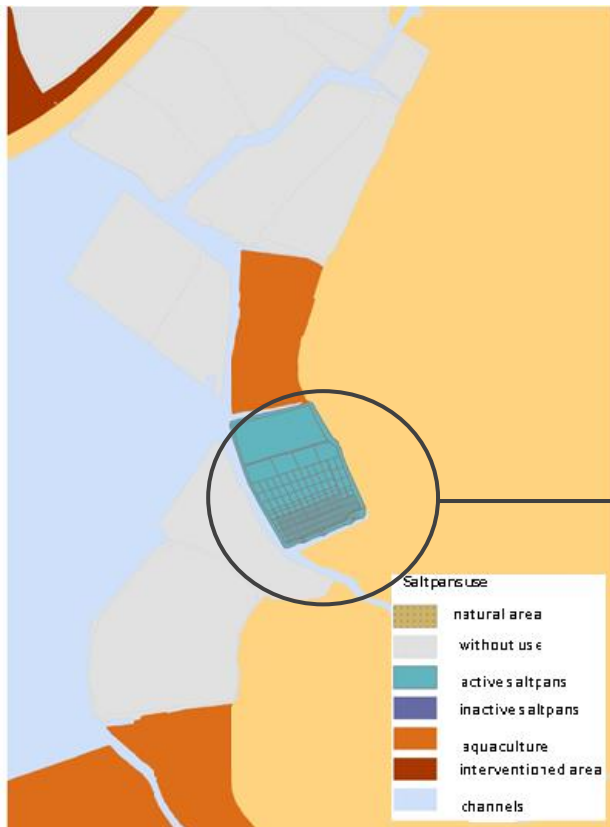 Saltpans use
natural area
without use
active saltpans
inactive saltpans
aquaculture
interventioned area
channels